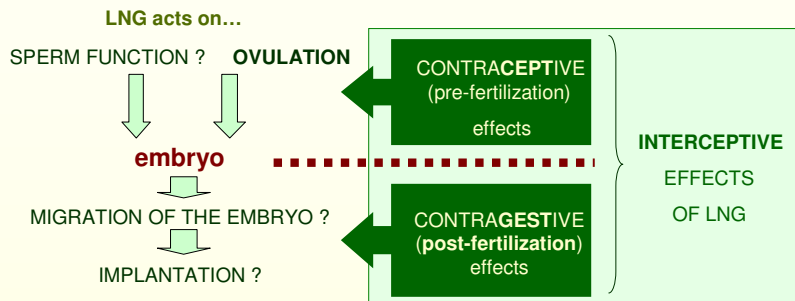 LNG acts on…
SPERM FUNCTION ? OVULATION
embryo
MIGRATION OF THE EMBRYO ?
IMPLANTATION ?
CONTRACEPTIVE
(pre-fertilization)
effects
CONTRAGESTIVE
(post-fertilization)
effects
INTERCEPTIVE
EFFECTS
OF LNG